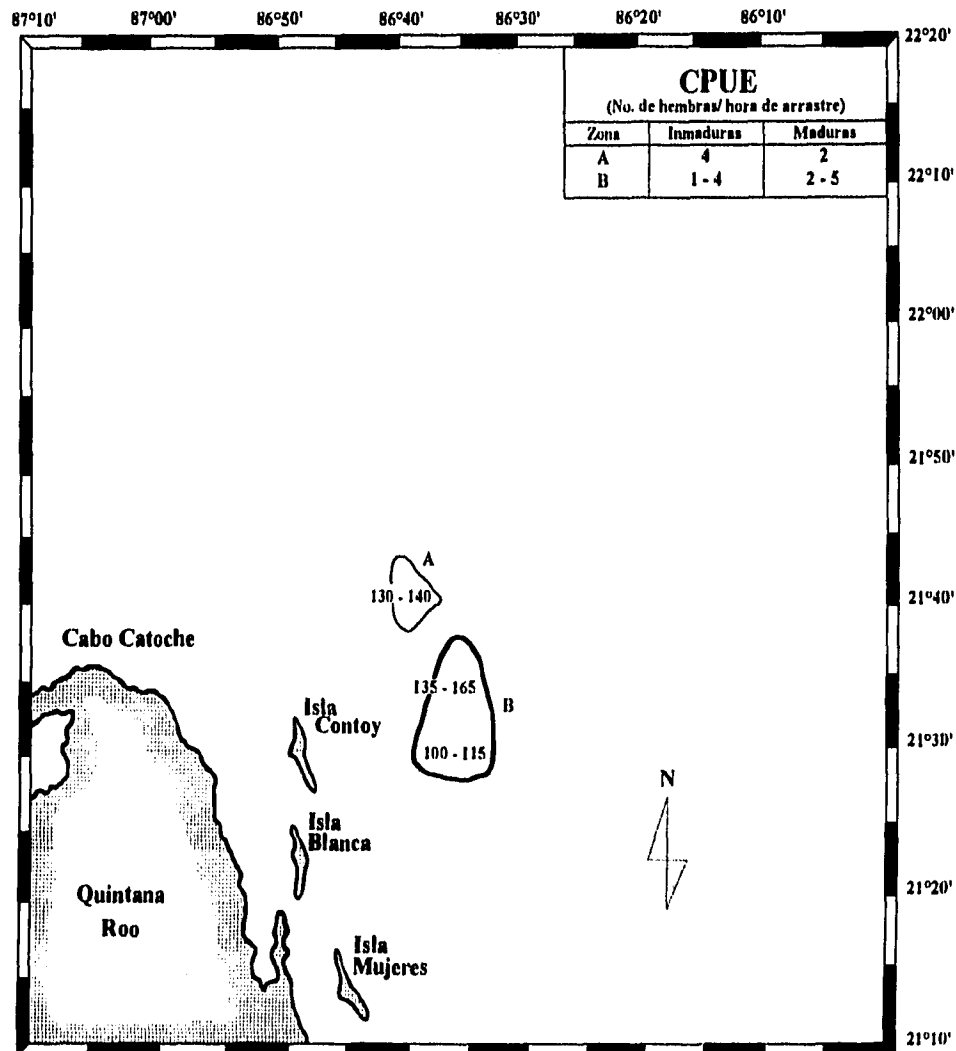 87°10' 87°00' 86°50' 86°40' 86°30' 86°20' 86°10'
22°20'
CPUE
(No. de hembras/ hora de arrastre)
Zona Inmaduras Maduras
A 4 2
B 1 - 4 2 - 5
22°10'
22°00'
21°50'
A
130 - 140
21°40'
Cabo Catoche
135 - 165
B
Isla
Contoy
100 - 115
21°30'
N
Isla
Blanca
21°20'
Quintana
Roo
Isla
Mujeres
21°10'